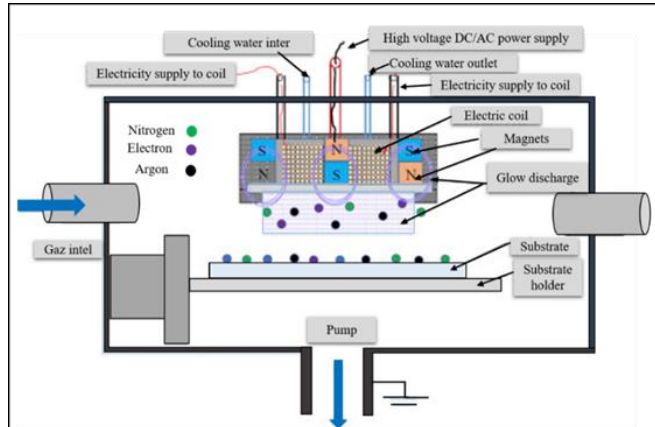 High voltage DC/AC power supply
Cooling water inter
Cooling water outlet
Electricity supply to coil
Electricity supply to coil
Electric coil
Nitrogen
Electron
Argon
Magnets
S
N
S
N
S
N
Glow discharge
Gaz intel
Substrate
Substrate
holder
Pump